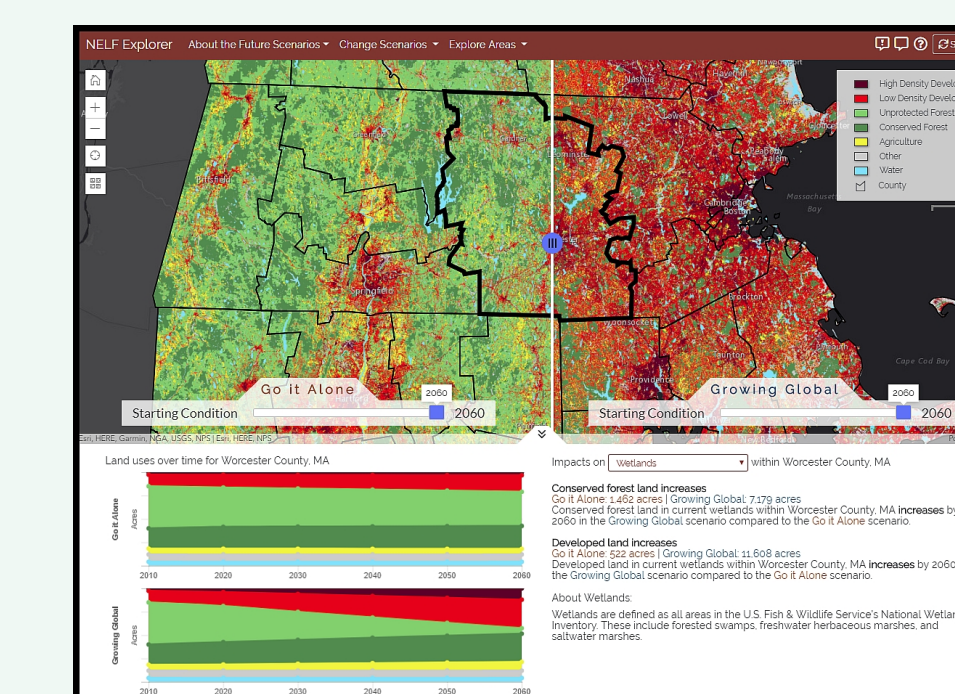 NELF Explorer About the Future Scenarios Change Scenarios Explore Areas
High Density Develo
Low Density Develo
Unprotected Forest
Conserved Forest
Agriculture
Other
Water
County
Nashua
Lowell
Leominster
Gloucester
Peabody
Salem
Pittsfield
Cambridge
Boston
Massachuset
Bay
Springfield
Brockton
Woonsocket
Taunton
Providence
Cape Cod Bay
Go it Alone
2060
Starting Condition 2060
Growing Global
2060
Starting Condition 2060
Esri, HERE, Garmin, NGA, USGS, NPS | Esri, HERE, NPS
Land uses over time for Worcester County, MA
Go it Alone
Acres
2010 2020 2030 2040 2050 2060
Growing Global
Acres
2010 2020 2030 2040 2050 2060
Impacts on Wetlands within Worcester County, MA
Conserved forest land increases
Go it Alone: 1,462 acres | Growing Global: 7,179 acres
Conserved forest land in current wetlands within Worcester County, MA increases by
2060 in the Growing Global scenario compared to the Go it Alone scenario.
Developed land increases
Go it Alone: 522 acres | Growing Global: 11,608 acres
Developed land in current wetlands within Worcester County, MA increases by 2060
the Growing Global scenario compared to the Go it Alone scenario.
About Wetlands:
Wetlands are defined as all areas in the U.S. Fish & Wildlife Service's National Wetlan
Inventory. These include forested swamps, freshwater herbaceous marshes, and
saltwater marshes.